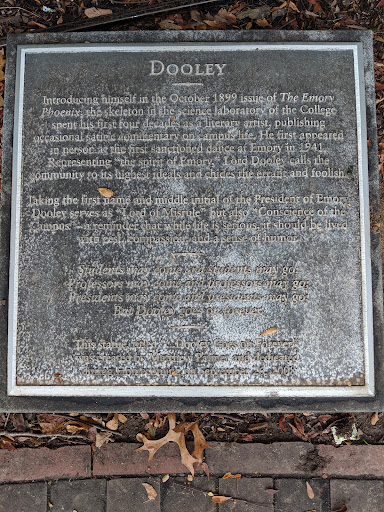 DOOLEY
Introducing himself in the October 1899 issue of The Emory
Phoenix, the skeleton in the science laboratory of the College
spent his first four decades as a literary artist, publishing
occasional satiric commentary on campus life. He first appeared
in person at the first sanctioned dance at Emory in 1941.
Representing "the spirit of Emory," Lord Dooley calls the
community to its highest ideals and chides the errant and foolish.
Taking the first name and middle initial of the President of Emory,
Dooley serves as "Lord of Misrule" but also "Conscience of the
Campus"—a reminder that while life is serious, it should be lived
with zeal, compassion, and a sense of humor.
Students may come and students may go;
Professors may come and professors may go;
Presidents may come and presidents may go;
But Dooley goes on forever.
This statue,